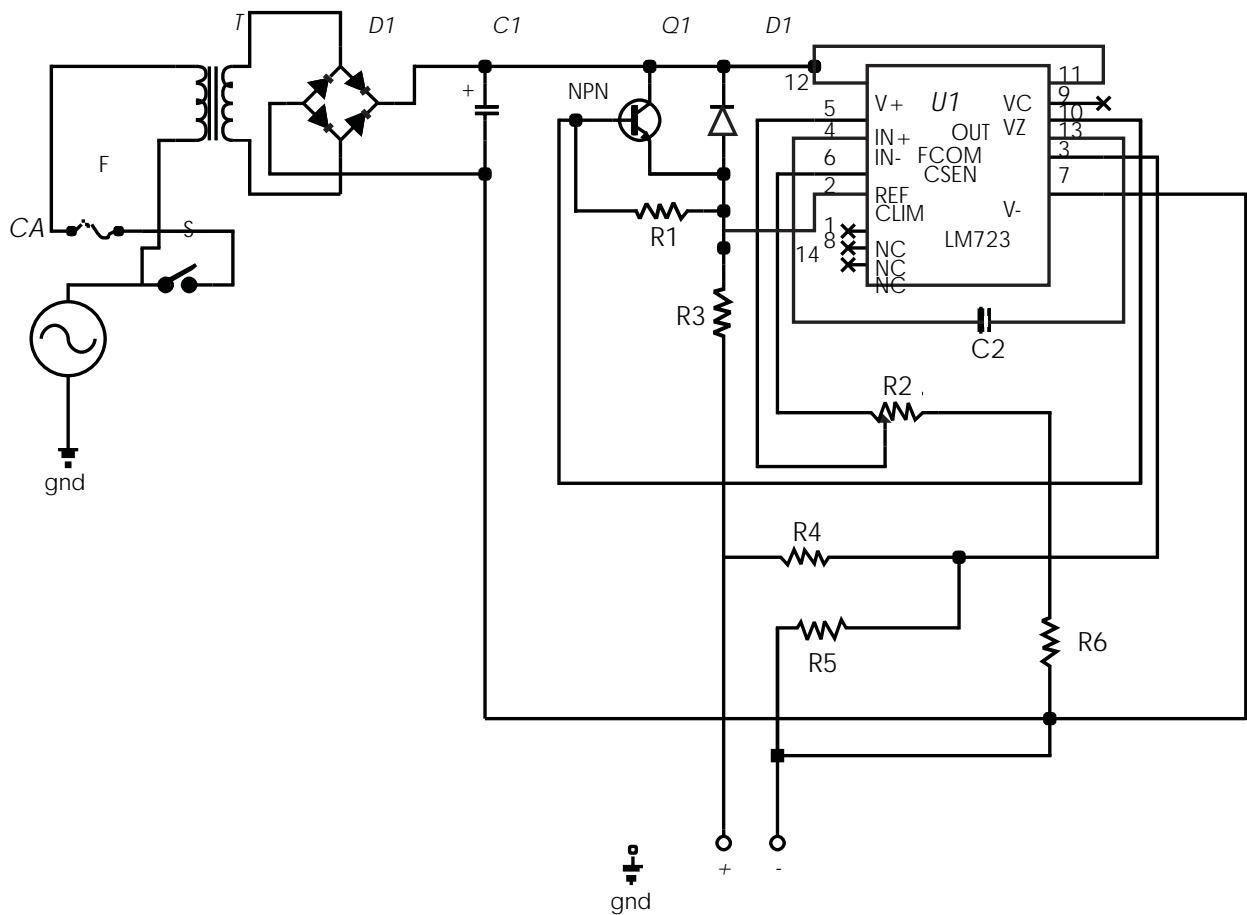 T
D1
C1
Q1
D1
+
NPN
F
CA
S
gnd
R1
R3
12
5
4
6
2
1
8
14
11
9
10
13
3
7
V+
U1
VC
IN+
OUT
VZ
IN-
FCOM
CSEN
REF
CLIM
V-
NC
LM723
NC
NC
C2
R2
R4
R5
R6
+
-
gnd